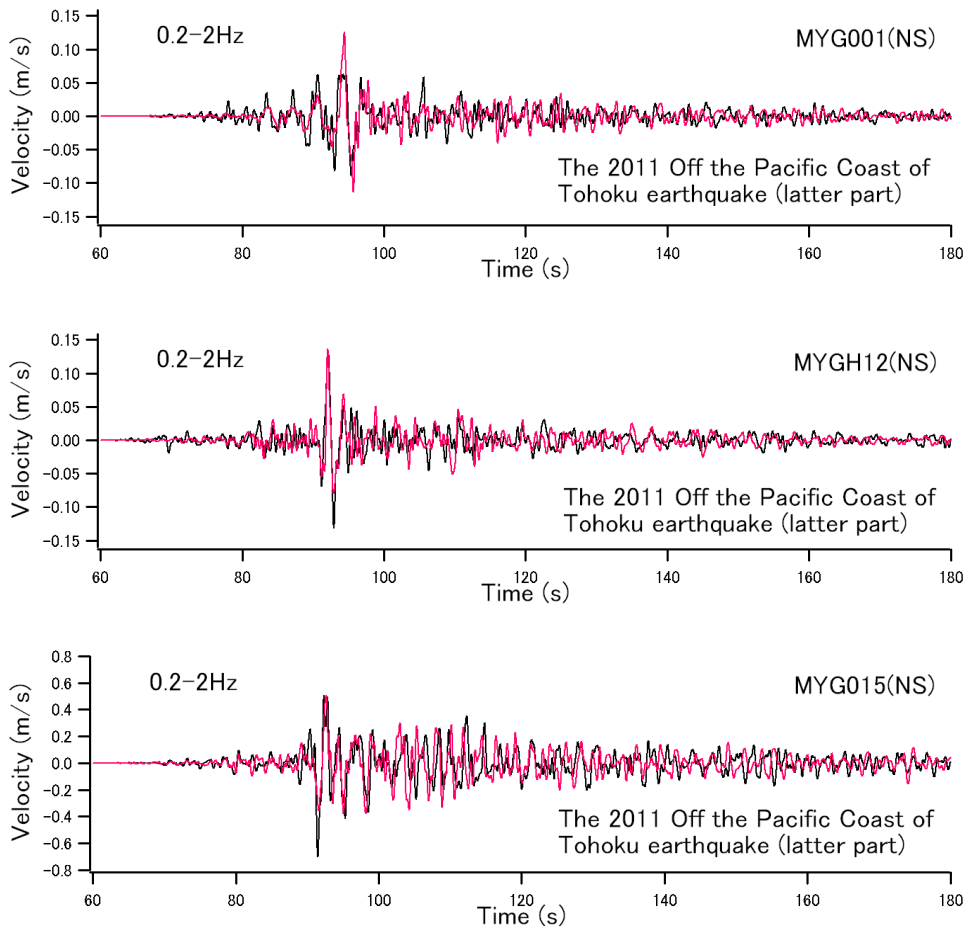 0.15
0.2-2Hz
MYG001(NS)
0.10
0.05
0.00
-0.05
-0.10
-0.15
Velocity (m/s)
The 2011 Off the Pacific Coast of
Tohoku earthquake (latter part)
60 80 100 120 140 160 180
Time (s)
0.15
0.2-2Hz
MYGH12(NS)
0.10
0.05
0.00
-0.05
-0.10
-0.15
Velocity (m/s)
The 2011 Off the Pacific Coast of
Tohoku earthquake (latter part)
60 80 100 120 140 160 180
Time (s)
0.8
0.2-2Hz
MYG015(NS)
0.6
0.4
0.2
0.0
-0.2
-0.4
-0.6
-0.8
Velocity (m/s)
The 2011 Off the Pacific Coast of
Tohoku earthquake (latter part)
60 80 100 120 140 160 180
Time (s)